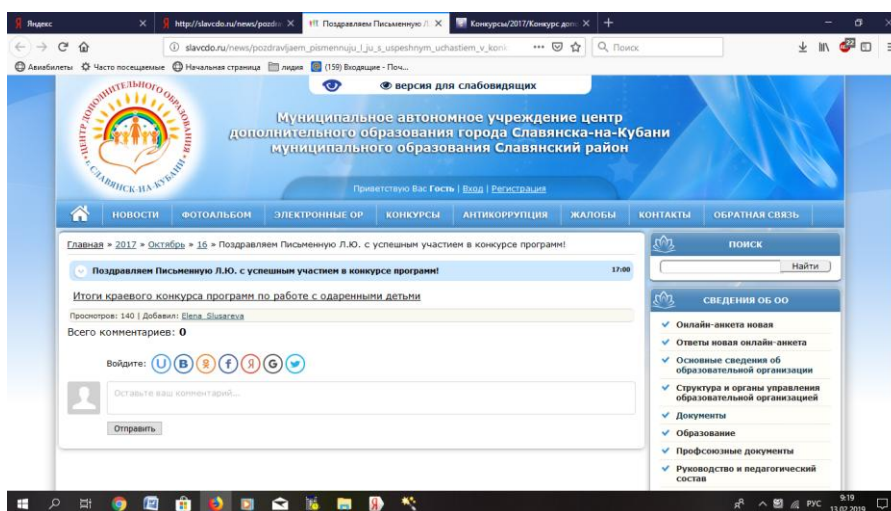 Яндекс
http://slavcdo.ru/news/pozdr
Поздравляем Письменную Л.
Конкурсы/2017/Конкурс допо
slavcdo.ru/news/pozdravljaem_pismennuju_l_ju_s_uspeshnym_uchastiem_v_konk
Поиск
22
Авиабилеты
Часто посещаемые
Начальная страница
лидия
(159) Входящие - Поч...
ЦЕНТР ДОПОЛНИТЕЛЬНОГО ОБРАЗОВАНИЯ
г. СЛАВЯНСК-НА-КУБАНИ
версия для слабовидящих
Муниципальное автономное учреждение центр
дополнительного образования города Славянска-на-Кубани
муниципального образования Славянский район
Приветствую Вас Гость | Вход | Регистрация
НОВОСТИ
ФОТОАЛЬБОМ
ЭЛЕКТРОННЫЕ ОР
КОНКУРСЫ
АНТИКОРРУПЦИЯ
ЖАЛОБЫ
КОНТАКТЫ
ОБРАТНАЯ СВЯЗЬ
Главная » 2017 » Октябрь » 16 » Поздравляем Письменную Л.Ю. с успешным участием в конкурсе программ!
Поздравляем Письменную Л.Ю. с успешным участием в конкурсе программ!
17:00
Итоги краевого конкурса программ по работе с одаренными детьми
Просмотров: 140 | Добавил: Elena_Slusareva
Всего комментариев: 0
Войдите:
Оставьте ваш комментарий...
Отправить
ПОИСК
Найти
СВЕДЕНИЯ ОБ ОО
Онлайн-анкета новая
Ответы новая онлайн-анкета
Основные сведения об
образовательной организации
Структура и органы управления
образовательной организацией
Документы
Образование
Профсоюзные документы
Руководство и педагогический
состав
РУС
9:19
13.02.2019